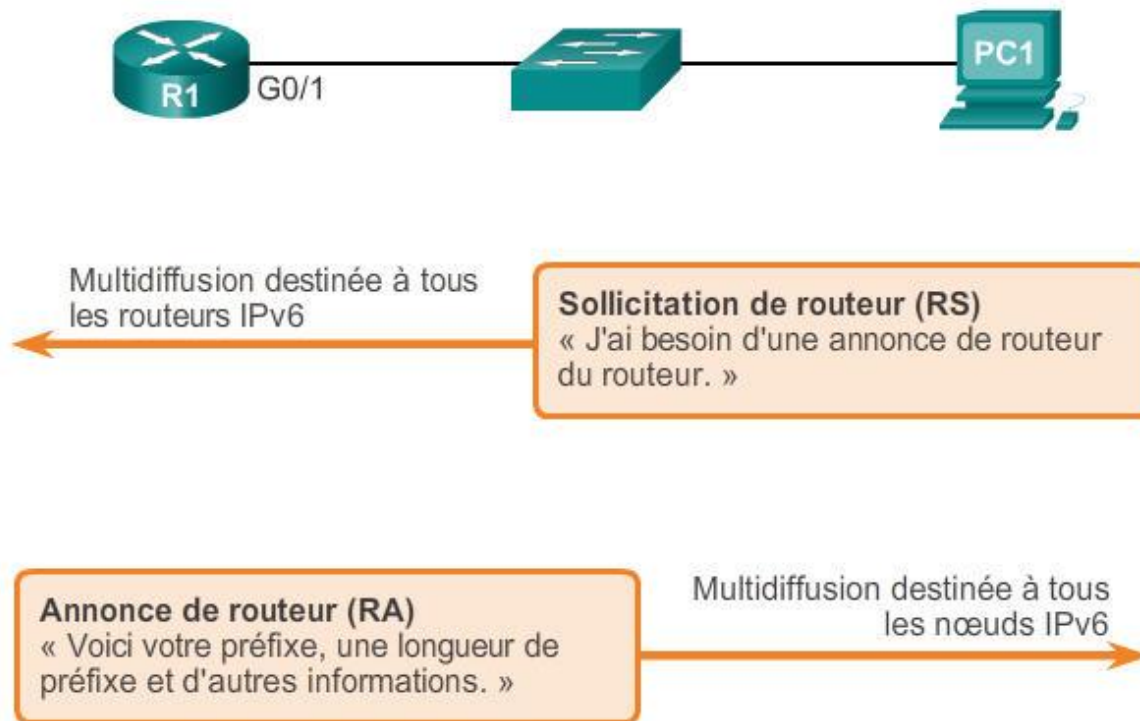 R1
G0/1
PC1
Multidiffusion destinée à tous
les routeurs IPv6
Sollicitation de routeur (RS)
« J'ai besoin d'une annonce de routeur
du routeur. »
Annonce de routeur (RA)
« Voici votre préfixe, une longueur de
préfixe et d'autres informations. »
Multidiffusion destinée à tous
les nœuds IPv6